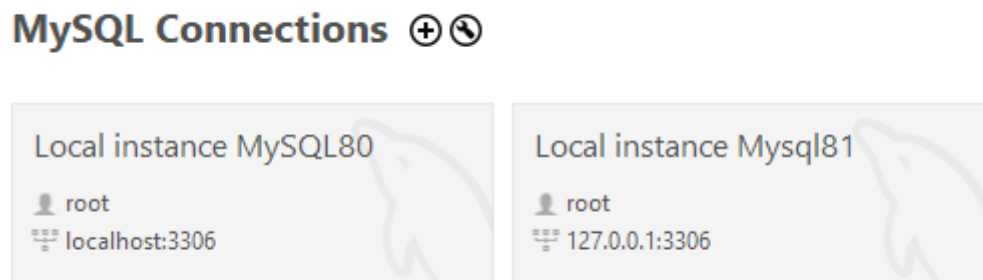 MySQL Connections
Local instance MySQL80
root
localhost:3306
Local instance Mysql81
root
127.0.0.1:3306